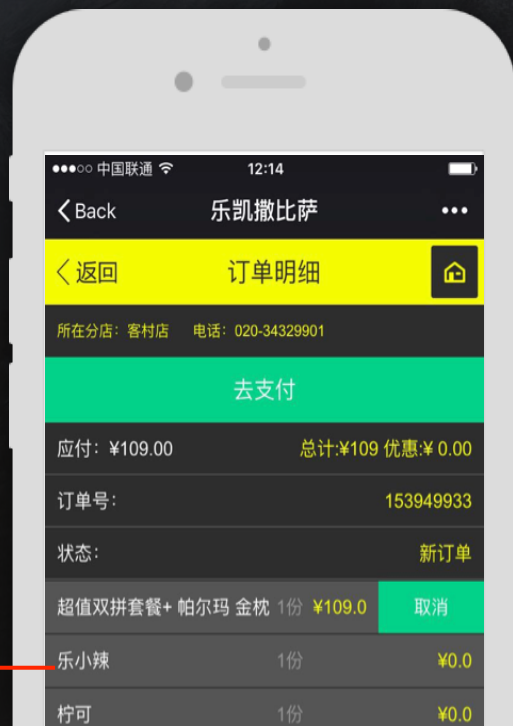 中国联通 12:14
Back 乐凯撒比萨
返回 订单明细
所在分店：客村店 电话：020-34329901
去支付
应付：¥109.00 总计:¥109 优惠:¥ 0.00
订单号： 153949933
状态： 新订单
超值双拼套餐+ 帕尔玛 金枕 1份 ¥109.0 取消
乐小辣 1份 ¥0.0
柠可 1份 ¥0.0